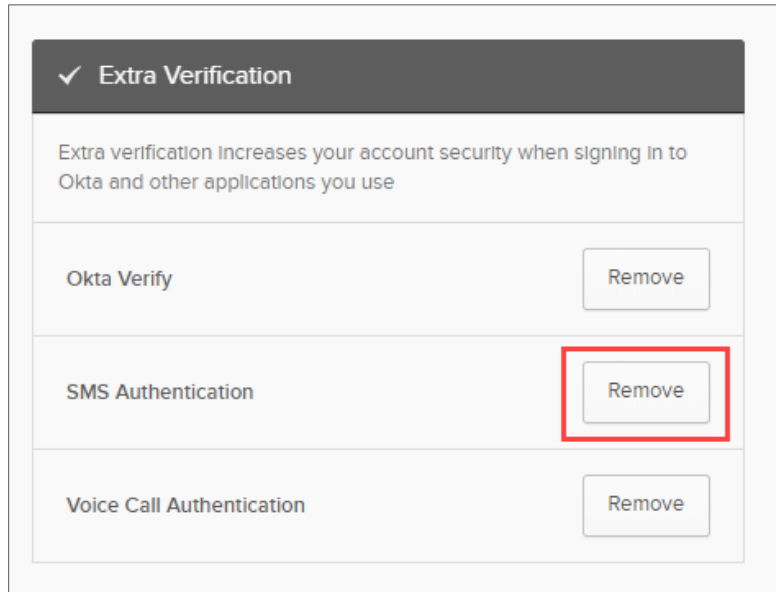 Extra Verification
Extra verification increases your account security when signing in to
Okta and other applications you use
Okta Verify
Remove
SMS Authentication
Remove
Voice Call Authentication
Remove